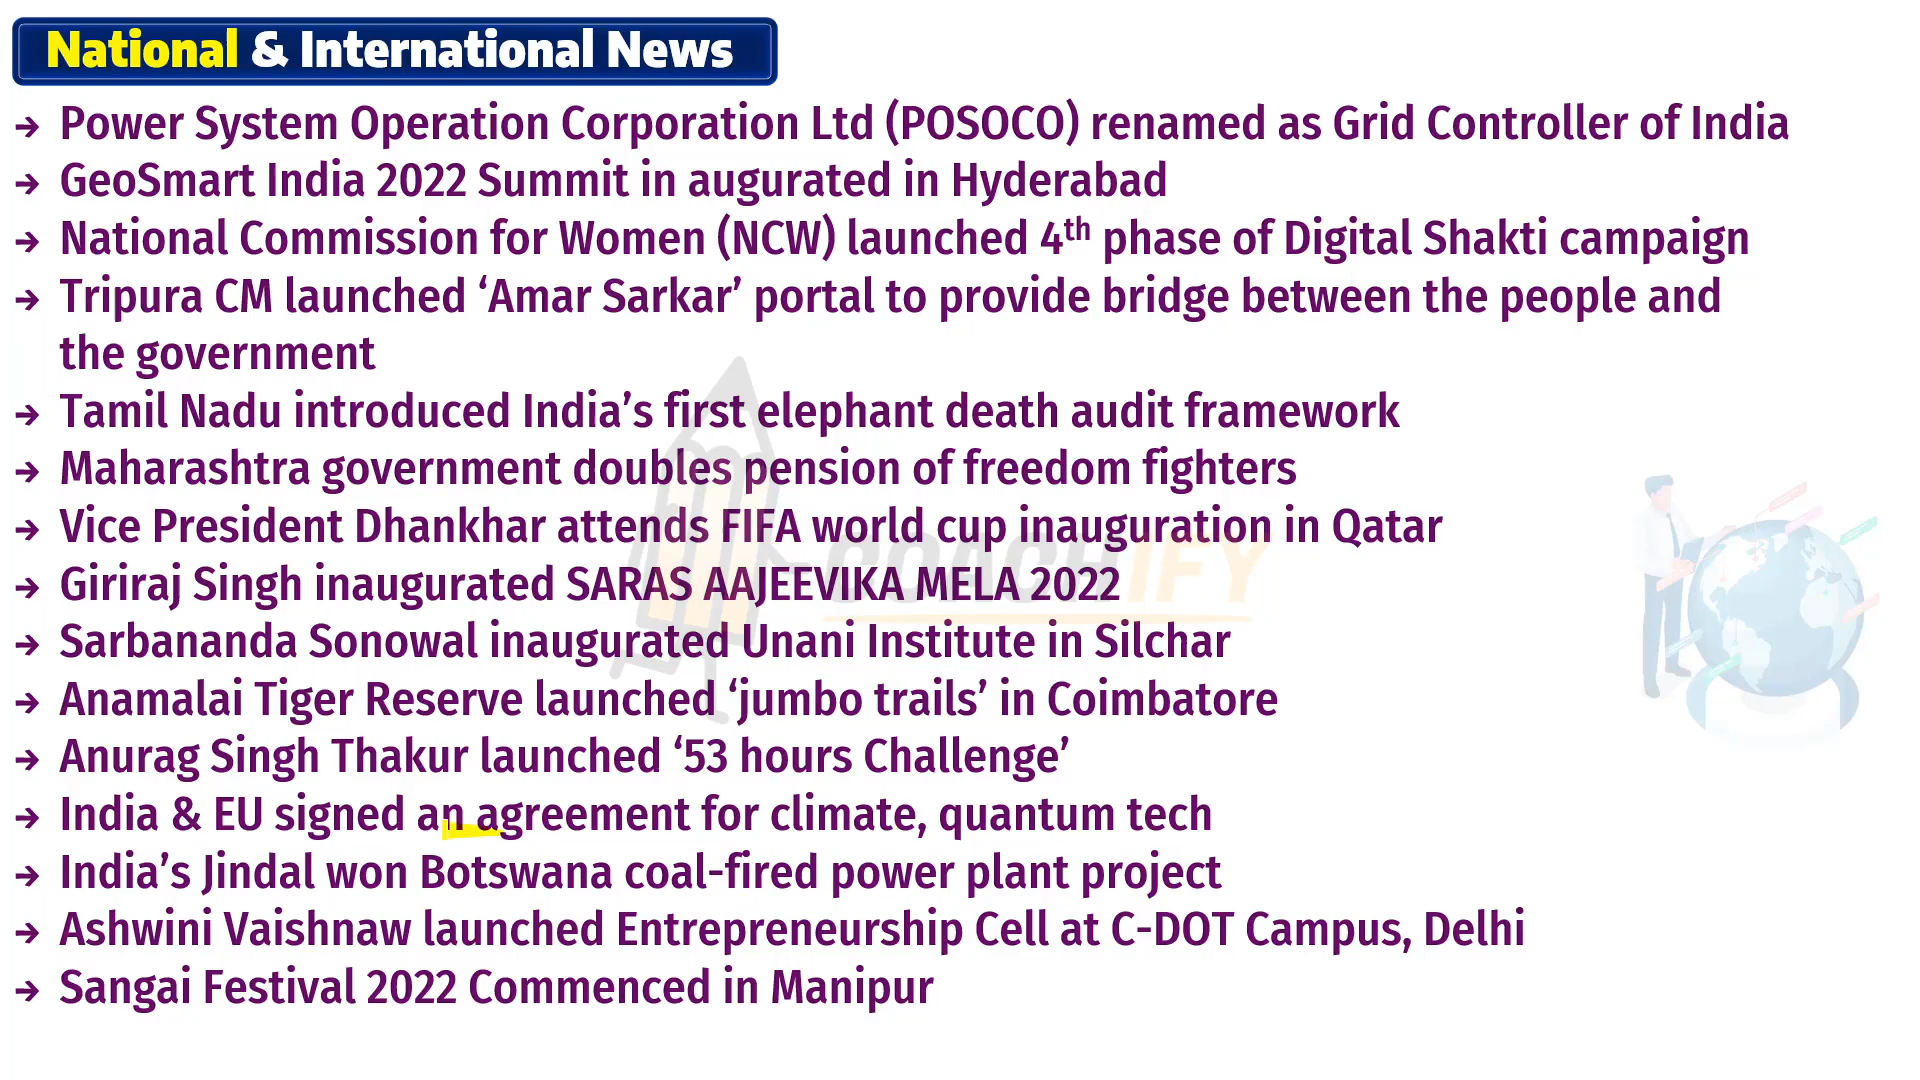 National & International News
→ Power System Operation Corporation Ltd (POSOCO) renamed as Grid Controller of India
→ GeoSmart India 2022 Summit in augurated in Hyderabad
→ National Commission for Women (NCW) launched 4th phase of Digital Shakti campaign
→ Tripura CM launched ‘Amar Sarkar’ portal to provide bridge between the people and
the government
→ Tamil Nadu introduced India’s first elephant death audit framework
→ Maharashtra government doubles pension of freedom fighters
→ Vice President Dhankhar attends FIFA world cup inauguration in Qatar
COACHIFY
→ Giriraj Singh inaugurated SARAS AAJEEVIKA MELA 2022
→ Sarbananda Sonowal inaugurated Unani Institute in Silchar
→ Anamalai Tiger Reserve launched ‘jumbo trails’ in Coimbatore
→ Anurag Singh Thakur launched ‘53 hours Challenge’
→ India & EU signed an agreement for climate, quantum tech
→ India’s Jindal won Botswana coal-fired power plant project
→ Ashwini Vaishnaw launched Entrepreneurship Cell at C-DOT Campus, Delhi
→ Sangai Festival 2022 Commenced in Manipur